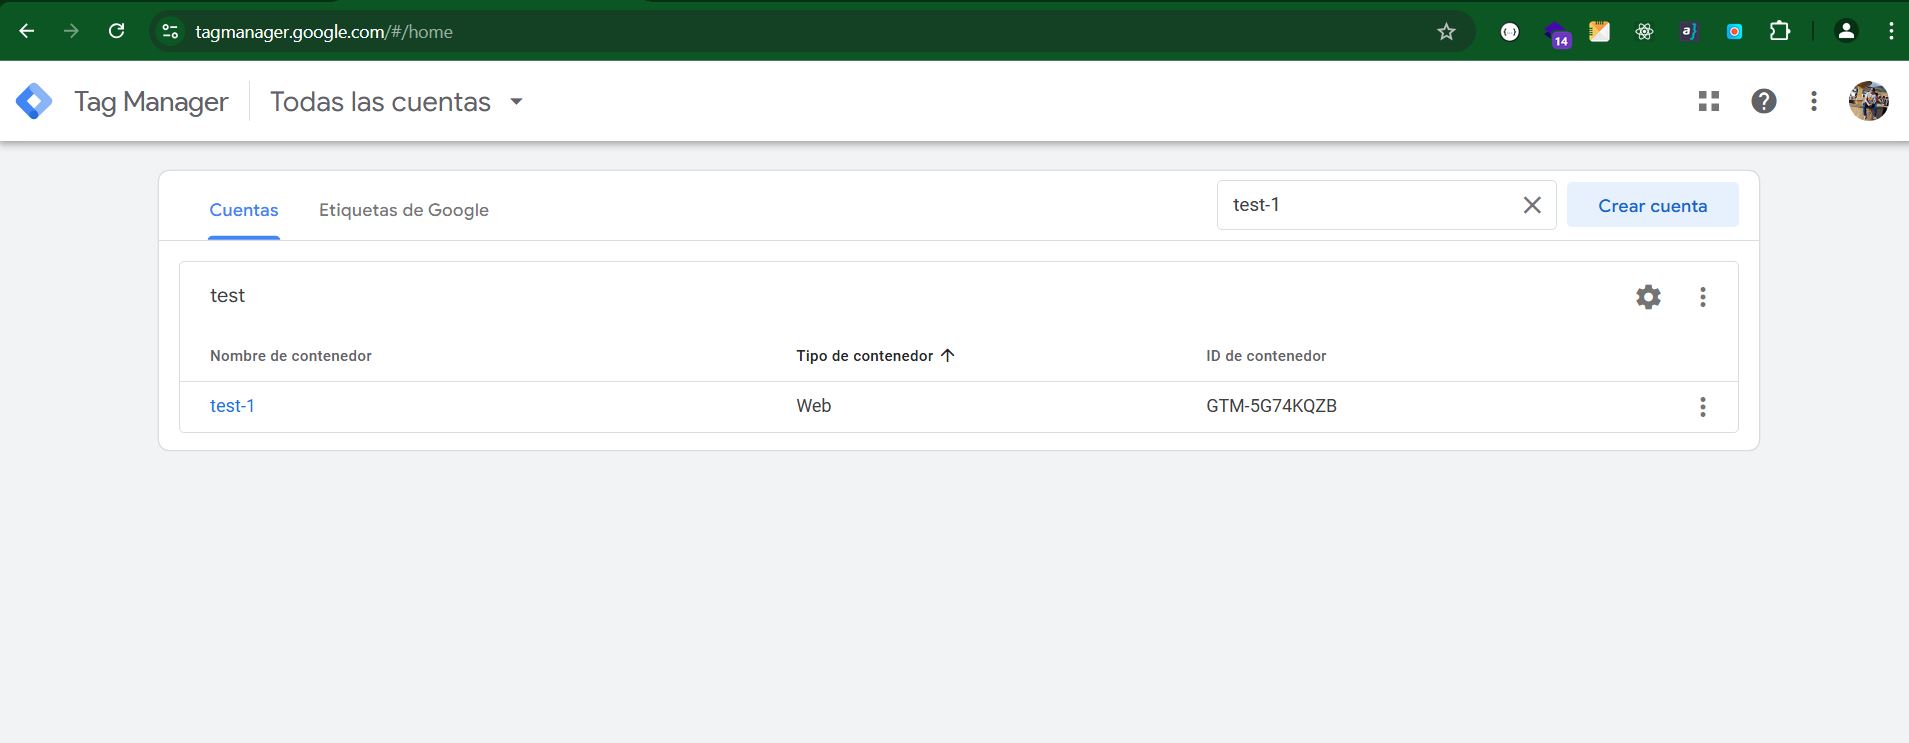 tagmanager.google.com/#/home
14
Tag Manager
Todas las cuentas
Cuentas
Etiquetas de Google
test-1
Crear cuenta
test
Nombre de contenedor
Tipo de contenedor
ID de contenedor
test-1
Web
GTM-5G74KQZB